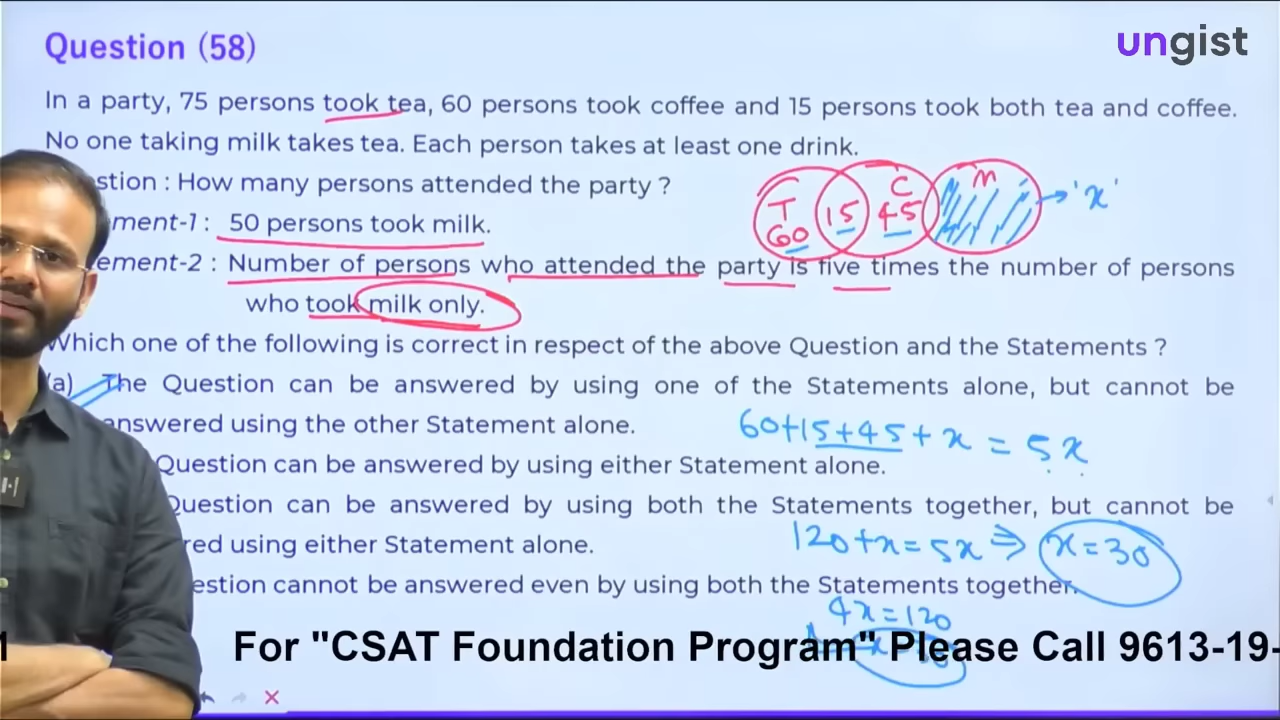 Question (58)
ungist
In a party, 75 persons took tea, 60 persons took coffee and 15 persons took both tea and coffee.
No one taking milk takes tea. Each person takes at least one drink.
stion : How many persons attended the party ?
T
15
C
m
'x'
60
45
ment-1 : 50 persons took milk.
ement-2 : Number of persons who attended the party is five times the number of persons
who took milk only.
Which one of the following is correct in respect of the above Question and the Statements ?
(a) The Question can be answered by using one of the Statements alone, but cannot be
answered using the other Statement alone.
60+15+45+x = 5x
Question can be answered by using either Statement alone.
Question can be answered by using both the Statements together, but cannot be
120+x=5x ⇒ x=30
red using either Statement alone.
estion cannot be answered even by using both the Statements together.
4x=120
1 For "CSAT Foundation Program" Please Call 9613-19-